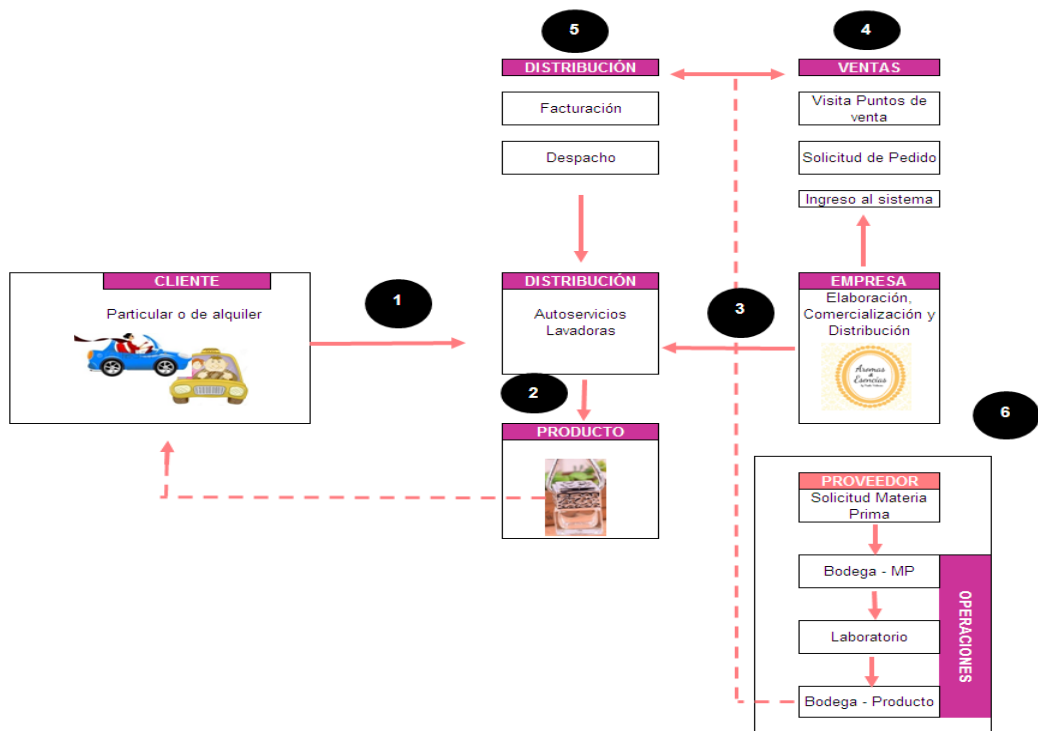 5
4
DISTRIBUCIÓN
VENTAS
Facturación
Visita Puntos de
venta
Despacho
Solicitud de Pedido
Ingreso al sistema
CLIENTE
Particular o de alquiler
1
DISTRIBUCIÓN
Autoservicios
Lavadoras
3
EMPRESA
Elaboración,
Comercialización y
Distribución
Aromas
&
Esencias
2
PRODUCTO
6
PROVEEDOR
Solicitud Materia
Prima
Bodega - MP
Laboratorio
Bodega - Producto
OPERACIONES